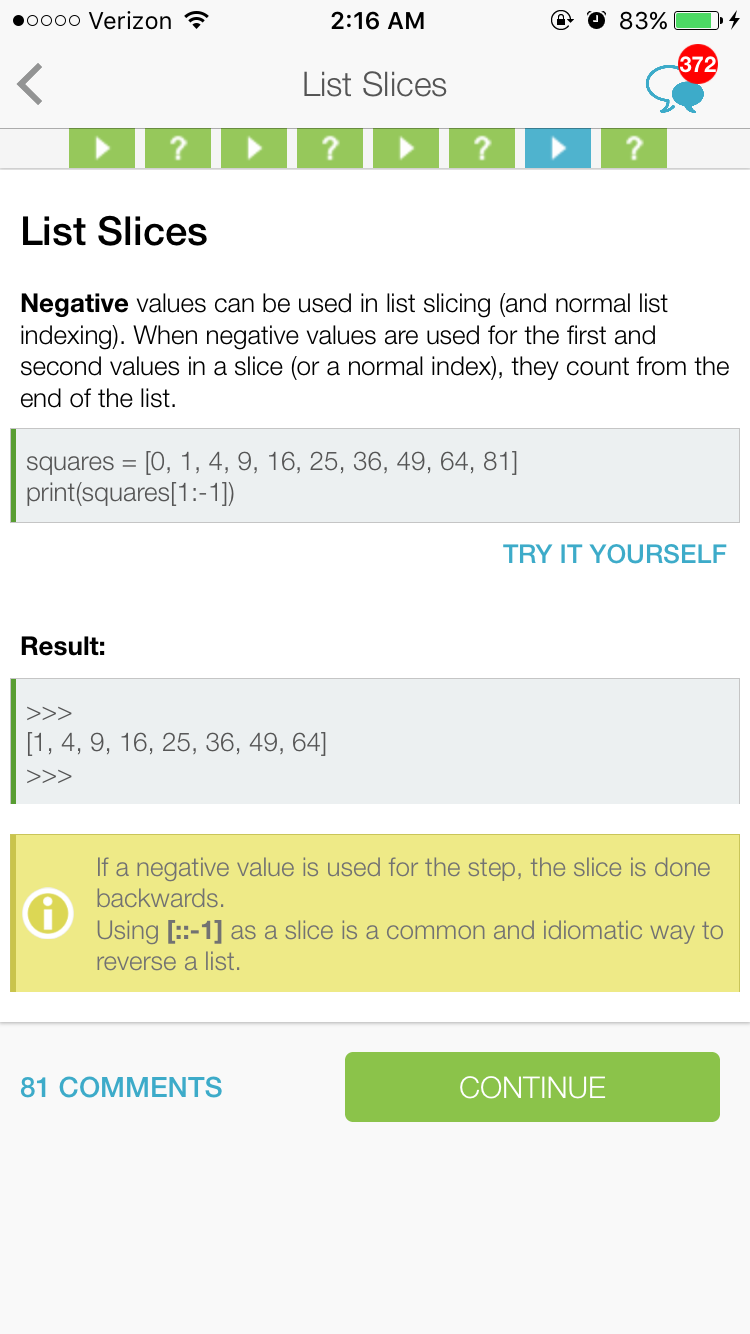 Verizon 2:16 AM 83%
List Slices 372
? ? ? ?
List Slices
Negative values can be used in list slicing (and normal list
indexing). When negative values are used for the first and
second values in a slice (or a normal index), they count from the
end of the list.
squares = [0, 1, 4, 9, 16, 25, 36, 49, 64, 81]
print(squares[1:-1])
TRY IT YOURSELF
Result:
>>>
[1, 4, 9, 16, 25, 36, 49, 64]
>>>
If a negative value is used for the step, the slice is done
backwards.
Using [::-1] as a slice is a common and idiomatic way to
reverse a list.
81 COMMENTS CONTINUE